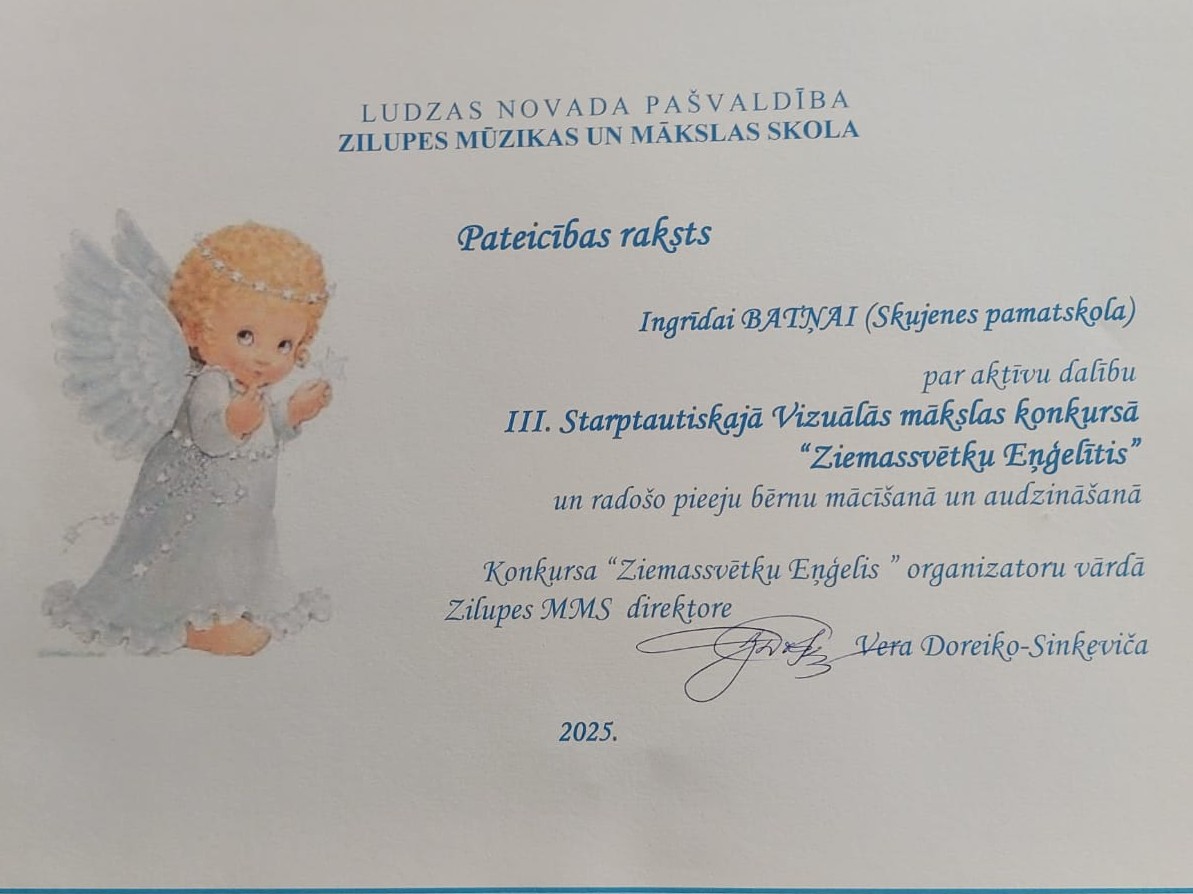 LUDZAS NOVADA PAŠVALDĪBA
ZILUPES MŪZIKAS UN MĀKSLAS SKOLA
Pateicības raksts
Ingrīdai BATŅAI (Skujenes pamatskola)
par aktīvu dalību
III. Starptautiskajā Vizuālās mākslas konkursā
“Ziemassvētku Eņģelītis”
un radošo pieeju bērnu mācīšanā un audzināšanā
Konkursa “Ziemassvētku Eņģelis ” organizatoru vārdā
Zilupes MMS direktore
Vera Doreiko-Sinkeviča
2025.